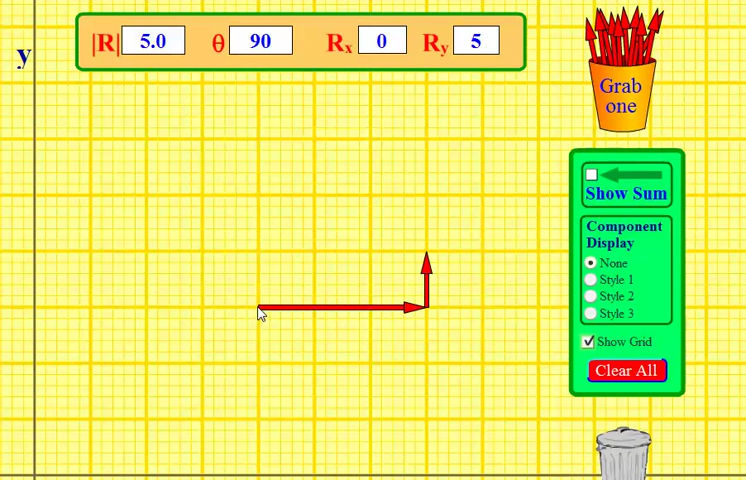 y
|R| 5.0 θ 90 Rx 0 Ry 5
Grab
one
Show Sum
Component
Display
None
Style 1
Style 2
Style 3
Show Grid
Clear All